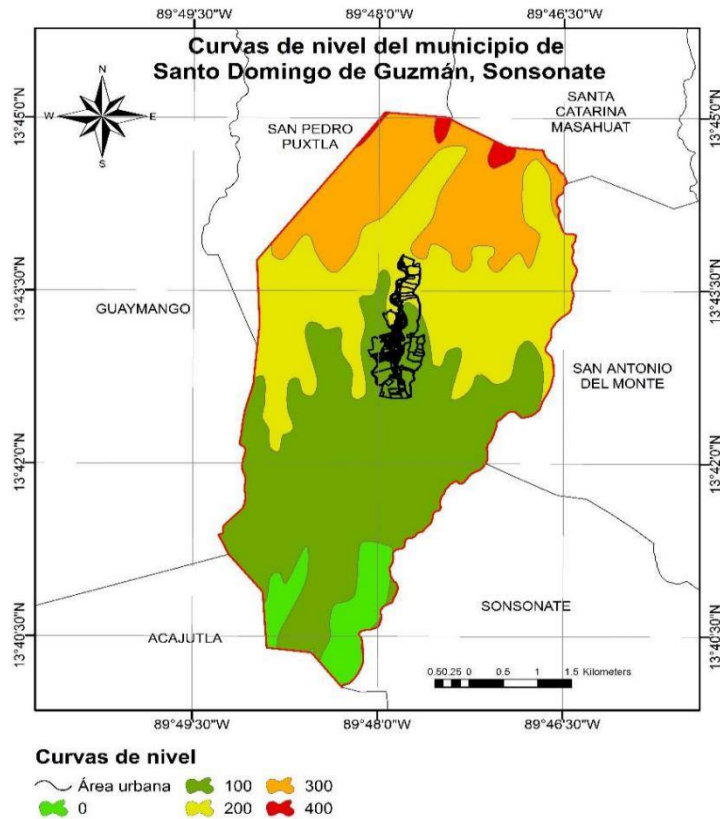 89°49'30"W 89°48'0"W 89°46'30"W
Curvas de nivel del municipio de
Santo Domingo de Guzmán, Sonsonate
N
W E
S
SAN PEDRO
PUXTLA
SANTA
CATARINA
MASAHUAT
13°45'0"N 13°45'0"N
13°43'30"N 13°43'30"N
GUAYMANGO
SAN ANTONIO
DEL MONTE
13°42'0"N 13°42'0"N
SONSONATE
ACAJUTLA
13°40'30"N 13°40'30"N
0.50.25 0 0.5 1 1.5 Kilometers
89°49'30"W 89°48'0"W 89°46'30"W
Curvas de nivel
Área urbana 100 300
0 200 400